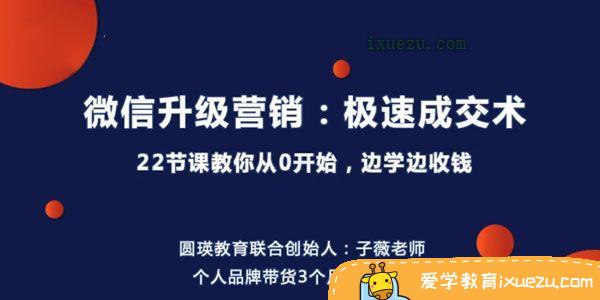 ixuezu.com
微信升级营销：极速成交术
22节课教你从0开始，边学边收钱
圆瑛教育联合创始人：子薇老师
个人品牌带货3个月
爱学教育ixuezu.com